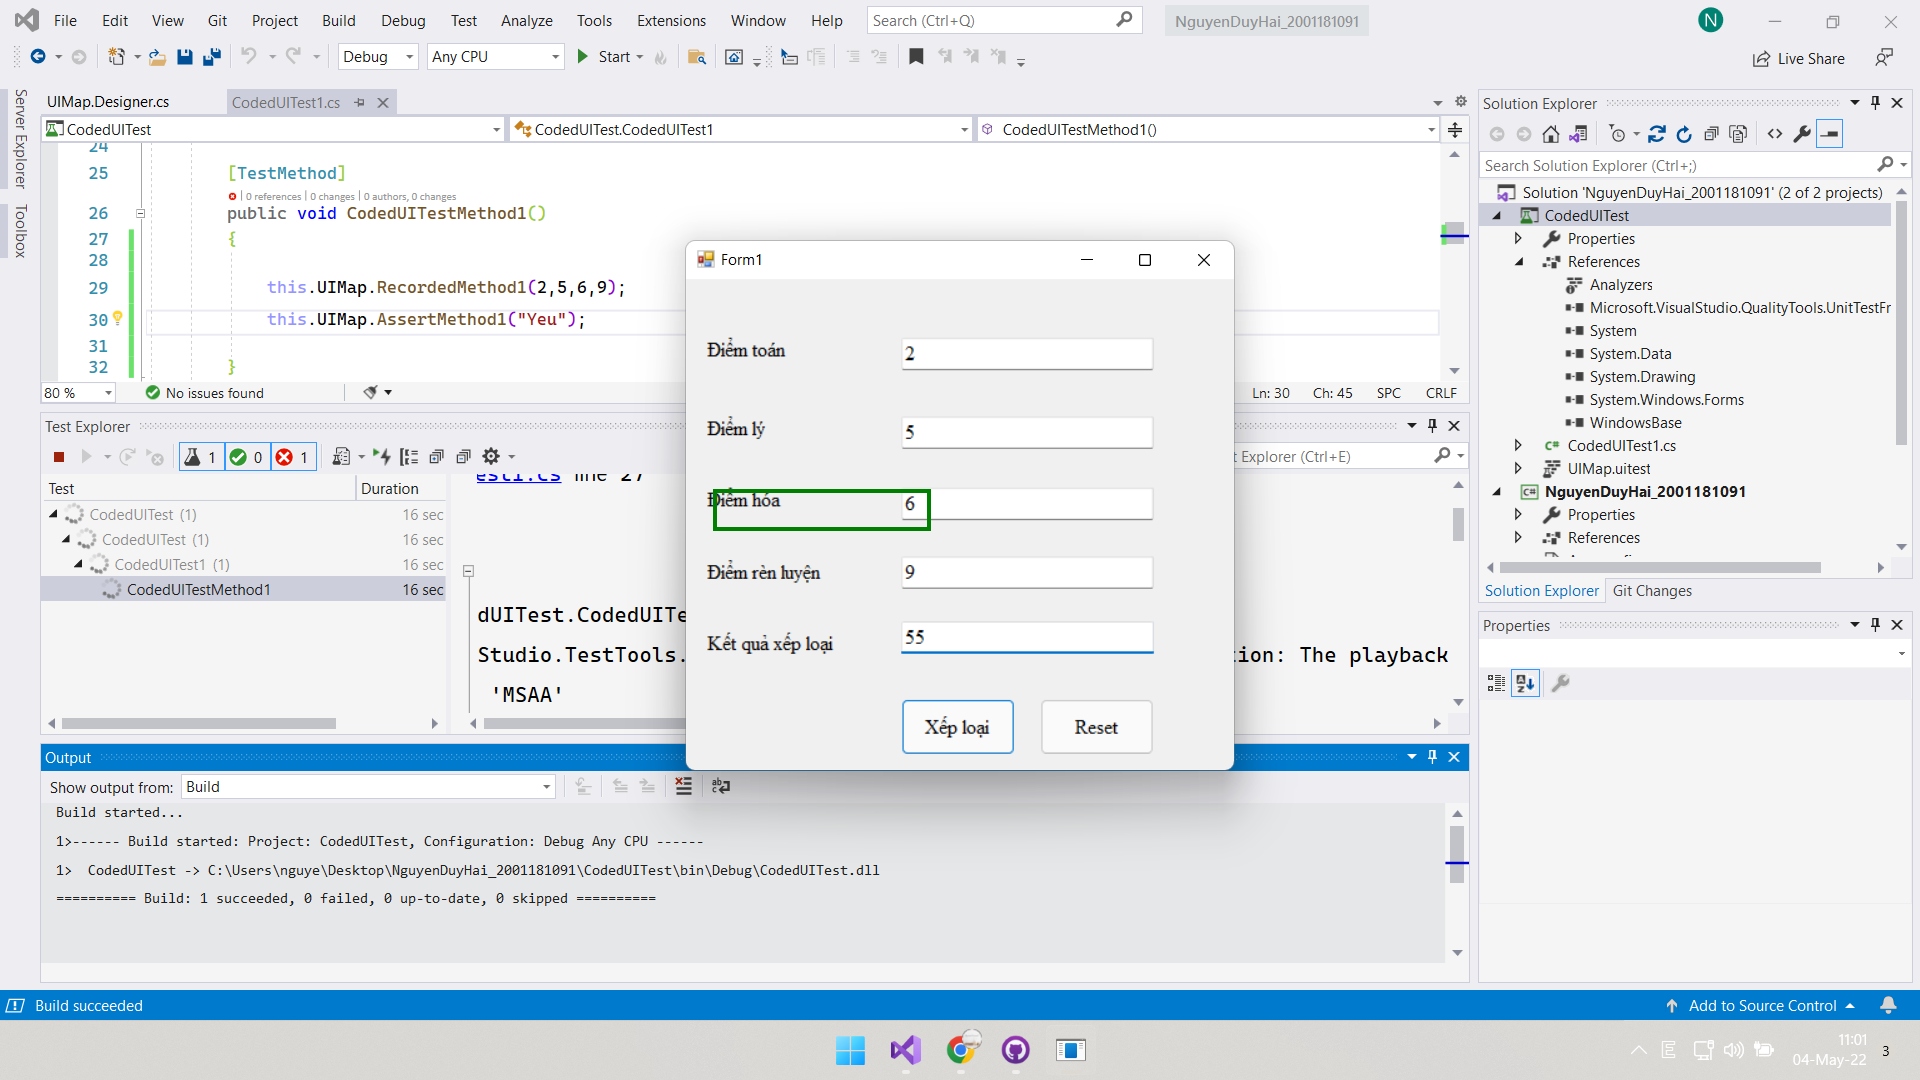 File Edit View Git Project Build Debug Test Analyze Tools Extensions Window Help Search (Ctrl+Q) NguyenDuyHai_2001181091 N
Debug Any CPU Start Live Share
Server Explorer
Toolbox
UIMap.Designer.cs CodedUITest1.cs
CodedUITest CodedUITest.CodedUITest1 CodedUITestMethod1()
24
25 [TestMethod]
0 references | 0 changes | 0 authors, 0 changes
26 public void CodedUITestMethod1()
27 {
28
29 this.UIMap.RecordedMethod1(2,5,6,9);
30 this.UIMap.AssertMethod1("Yeu");
31
32 }
80 % No issues found Ln: 30 Ch: 45 SPC CRLF
Form1
Điểm toán 2
Điểm lý 5
Điểm hóa 6
Điểm rèn luyện 9
Kết quả xếp loại 55
Xếp loại Reset
Test Explorer
1 0 1 t Explorer (Ctrl+E)
Test Duration
CodedUITest (1) 16 sec
CodedUITest (1) 16 sec
CodedUITest1 (1) 16 sec
CodedUITestMethod1 16 sec
est1.cs line 27
dUITest.CodedUITe
Studio.TestTools. ion: The playback
'MSAA'
Output
Show output from: Build
Build started...
1>------ Build started: Project: CodedUITest, Configuration: Debug Any CPU ------
1> CodedUITest -> C:\Users\nguye\Desktop\NguyenDuyHai_2001181091\CodedUITest\bin\Debug\CodedUITest.dll
========== Build: 1 succeeded, 0 failed, 0 up-to-date, 0 skipped ==========
Solution Explorer
Search Solution Explorer (Ctrl+;)
Solution 'NguyenDuyHai_2001181091' (2 of 2 projects)
CodedUITest
Properties
References
Analyzers
Microsoft.VisualStudio.QualityTools.UnitTestFr
System
System.Data
System.Drawing
System.Windows.Forms
WindowsBase
C# CodedUITest1.cs
UIMap.uitest
C# NguyenDuyHai_2001181091
Properties
References
Solution Explorer Git Changes
Properties
Build succeeded Add to Source Control
11:01
04-May-22 3